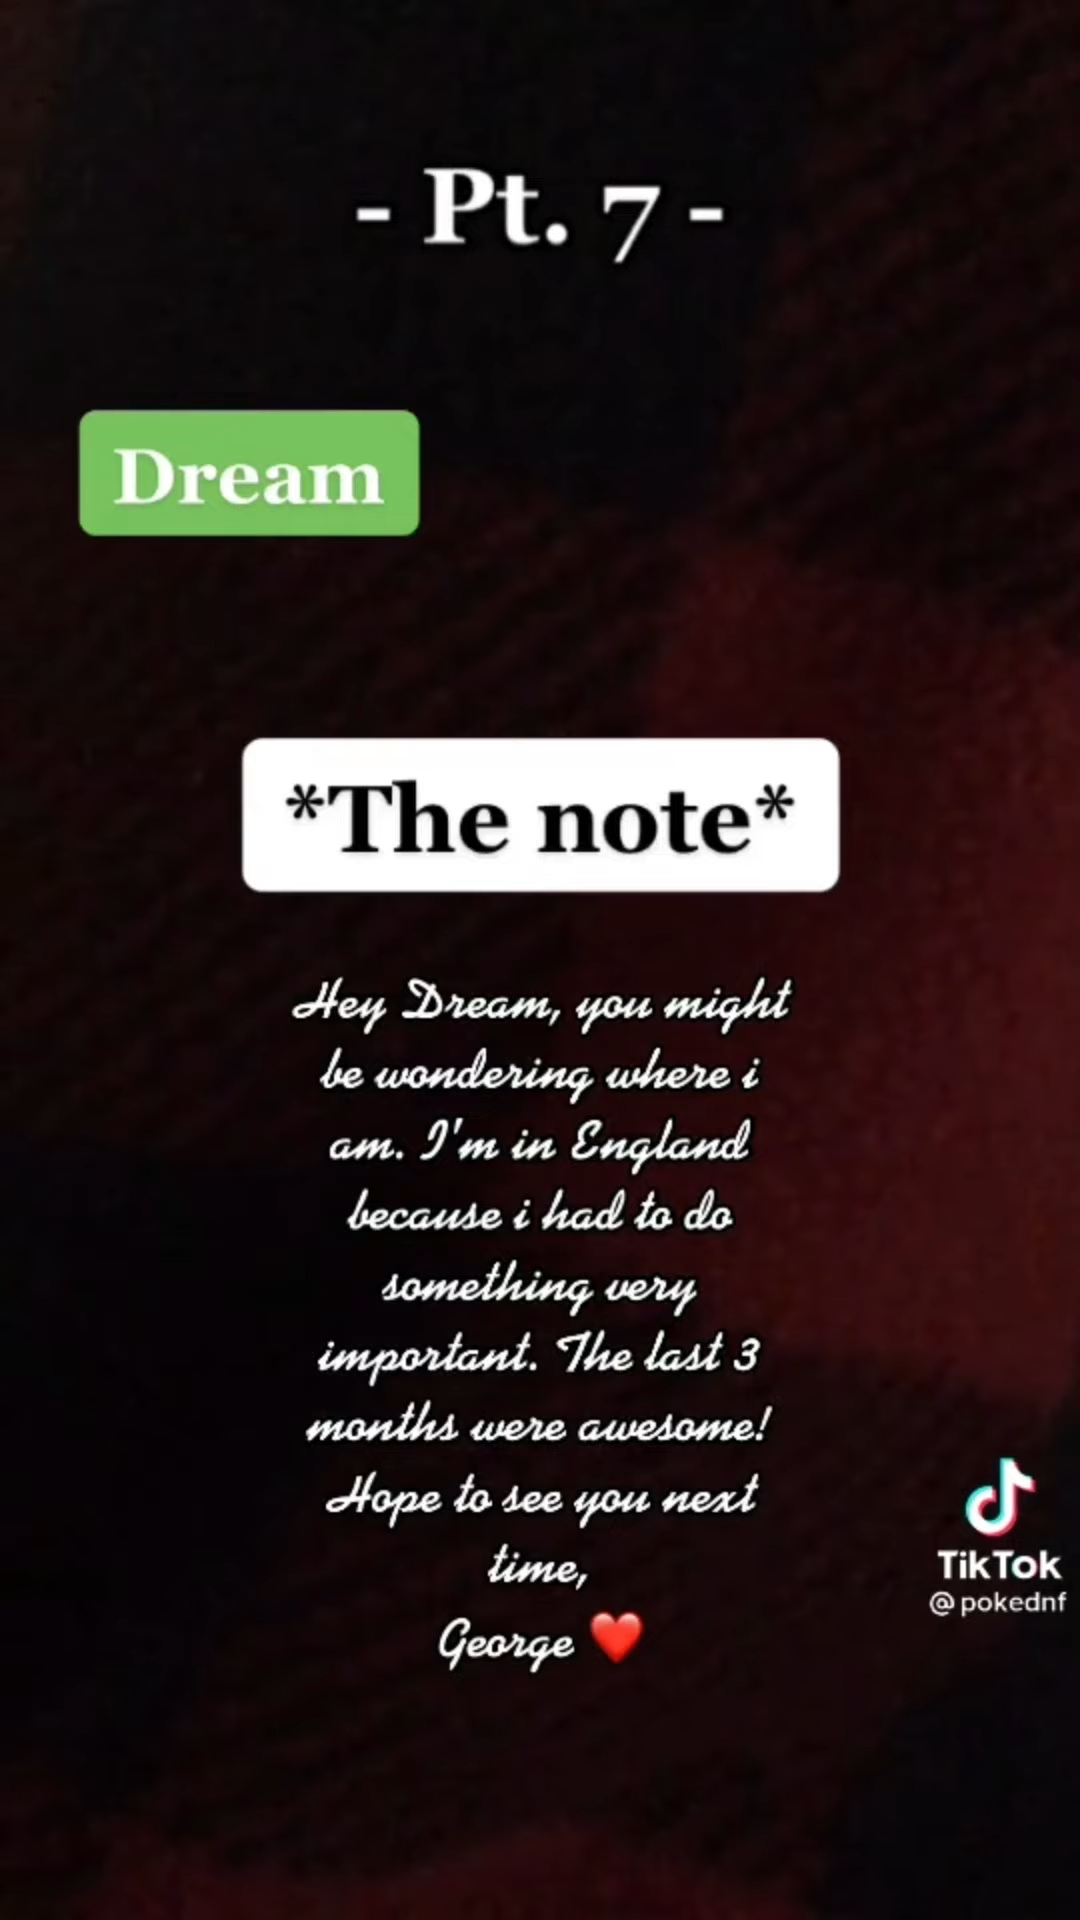 - Pt. 7 -
Dream
*The note*
Hey Dream, you might
be wondering where i
am. I'm in England
because i had to do
something very
important. The last 3
months were awesome!
Hope to see you next
time,
George ❤️
TikTok
@pokednf